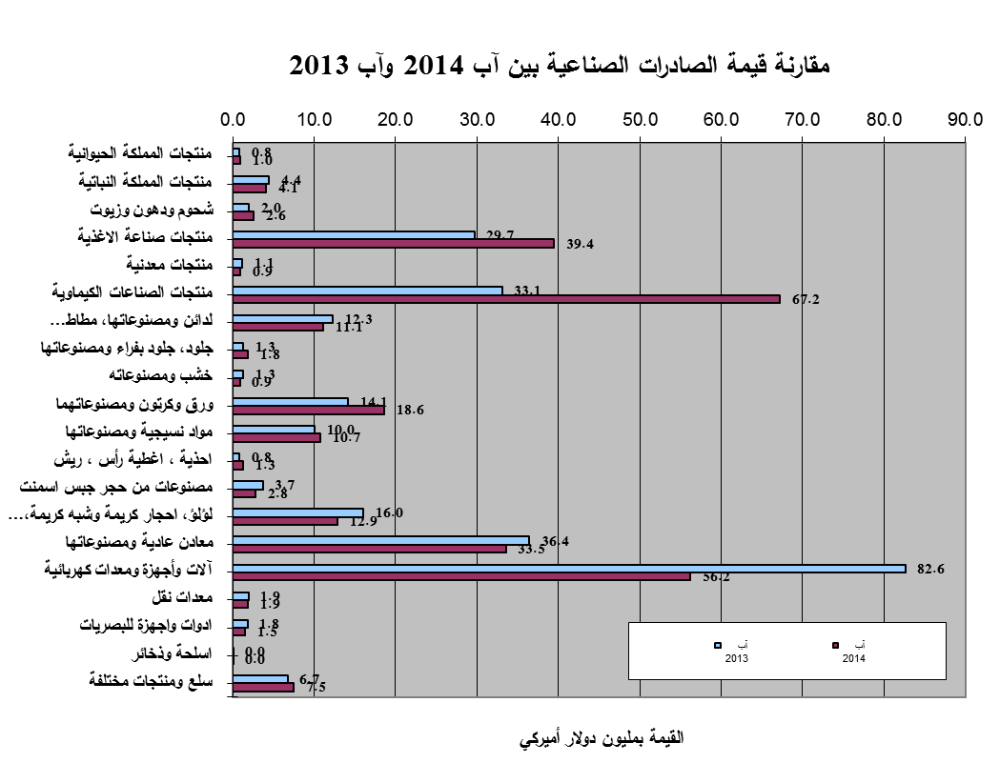 مقارنة قيمة الصادرات الصناعية بين آب 2014 وآب 2013
0.0 10.0 20.0 30.0 40.0 50.0 60.0 70.0 80.0 90.0
منتجات المملكة الحيوانية 0.8 1.0
منتجات المملكة النباتية 4.4 4.1
شحوم ودهون وزيوت 2.0 2.6
منتجات صناعة الاغذية 29.7 39.4
منتجات معدنية 1.1 0.9
منتجات الصناعات الكيماوية 33.1 67.2
لدائن ومصنوعاتها، مطاط... 12.3 11.1
جلود، جلود بفراء ومصنوعاتها 1.3 1.8
خشب ومصنوعاته 1.3 0.9
ورق وكرتون ومصنوعاتهما 14.1 18.6
مواد نسيجية ومصنوعاتها 10.0 10.7
احذية ، اغطية رأس ، ريش 0.8 1.3
مصنوعات من حجر جبس اسمنت 3.7 2.8
لؤلؤ، احجار كريمة وشبه كريمة،... 16.0 12.9
معادن عادية ومصنوعاتها 36.4 33.5
آلات وأجهزة ومعدات كهربائية 82.6 56.2
معدات نقل 1.9 1.9
ادوات واجهزة للبصريات 1.8 1.5
اسلحة وذخائر 0.0 0.0
سلع ومنتجات مختلفة 6.7 7.5
آب 2013
آب 2014
القيمة بمليون دولار أميركي